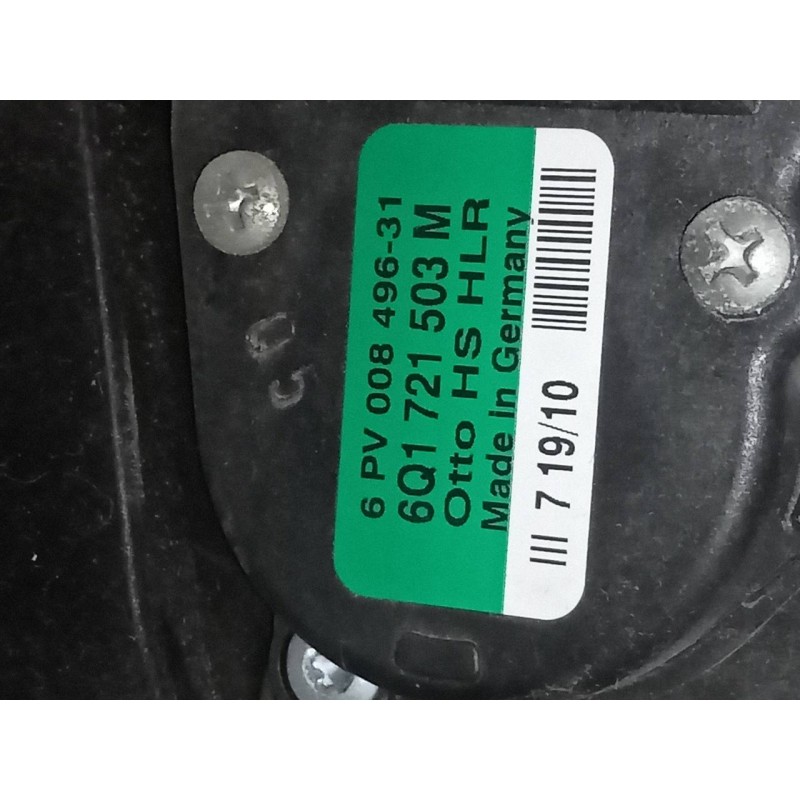 6 PV 008 496-31
6Q1 721 503 M
Otto HS HLR
Made in Germany
7 19/10